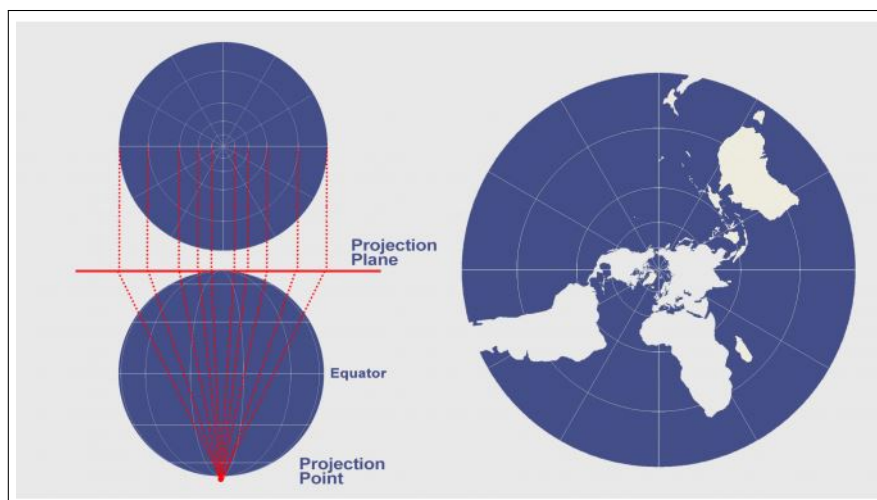 Projection
Plane
Equator
Projection
Point